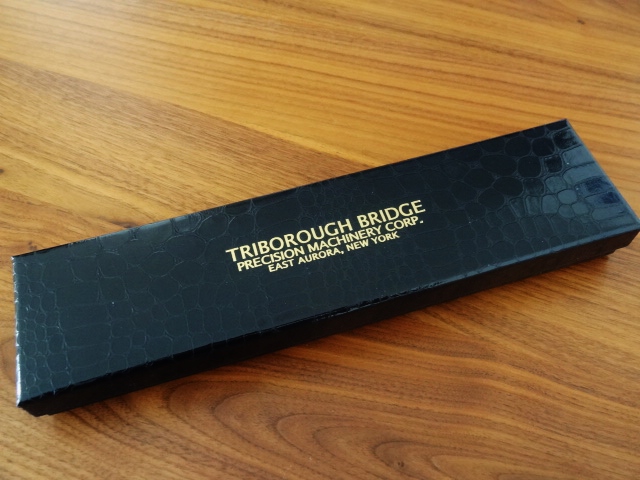 TRIBOROUGH BRIDGE
PRECISION MACHINERY CORP.
EAST AURORA, NEW YORK